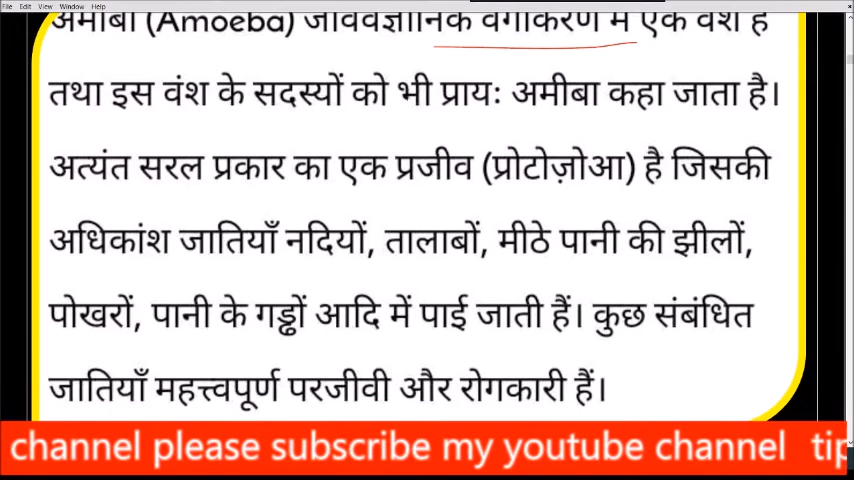 File Edit View Window Help
अमीबा (Amoeba) जीववैज्ञानिक वर्गीकरण में एक वंश है
तथा इस वंश के सदस्यों को भी प्रायः अमीबा कहा जाता है।
अत्यंत सरल प्रकार का एक प्रजीव (प्रोटोज़ोआ) है जिसकी
अधिकांश जातियाँ नदियों, तालाबों, मीठे पानी की झीलों,
पोखरों, पानी के गड्ढों आदि में पाई जाती हैं। कुछ संबंधित
जातियाँ महत्त्वपूर्ण परजीवी और रोगकारी हैं।
channel please subscribe my youtube channel tip